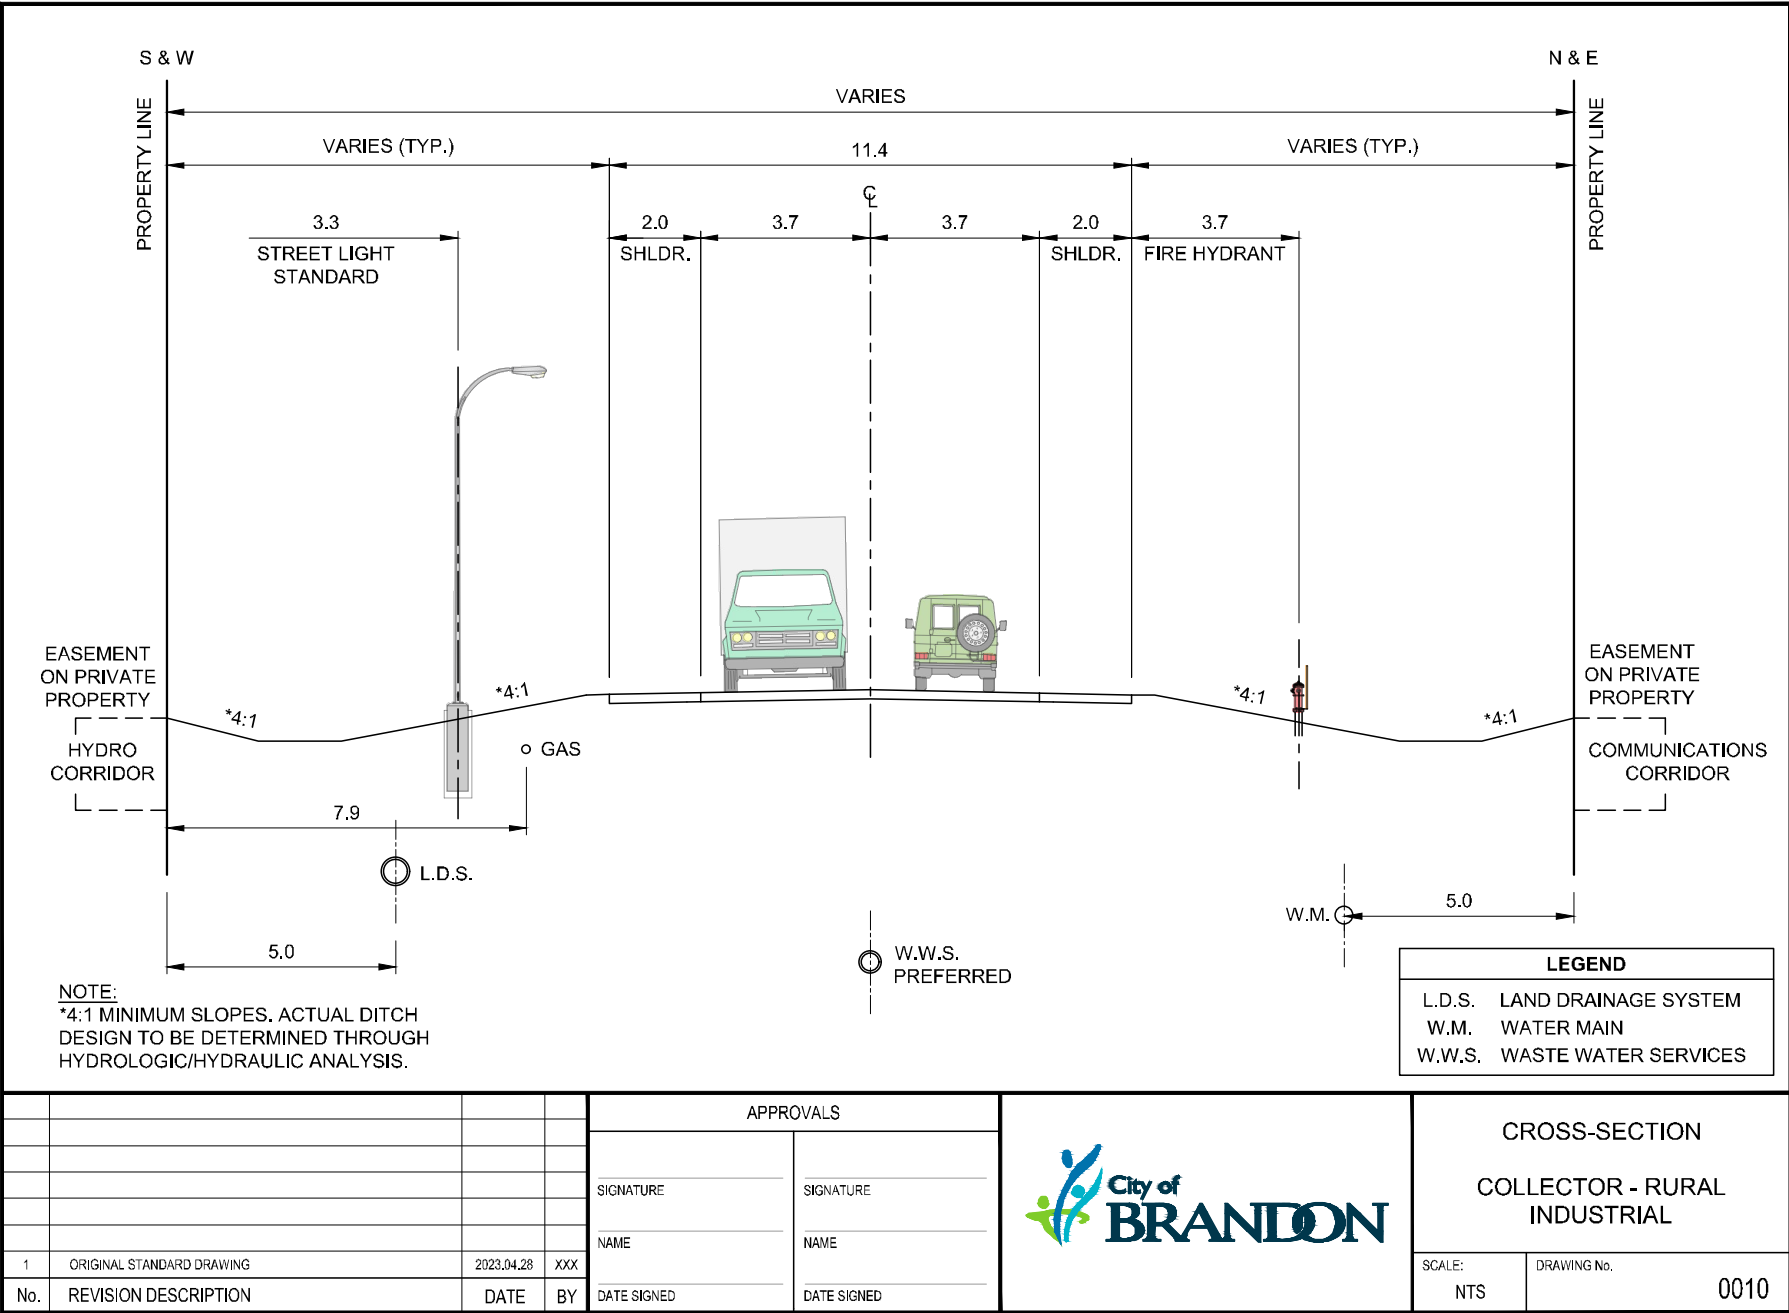 S & W
N & E
PROPERTY LINE
PROPERTY LINE
VARIES
VARIES (TYP.)
11.4
VARIES (TYP.)
℄
3.3
2.0
3.7
3.7
2.0
3.7
STREET LIGHT
STANDARD
SHLDR.
SHLDR.
FIRE HYDRANT
EASEMENT
ON PRIVATE
PROPERTY
EASEMENT
ON PRIVATE
PROPERTY
*4:1
*4:1
*4:1
*4:1
HYDRO
CORRIDOR
GAS
COMMUNICATIONS
CORRIDOR
7.9
L.D.S.
W.M.
5.0
5.0
W.W.S.
PREFERRED
NOTE:
*4:1 MINIMUM SLOPES. ACTUAL DITCH
DESIGN TO BE DETERMINED THROUGH
HYDROLOGIC/HYDRAULIC ANALYSIS.
LEGEND
L.D.S. LAND DRAINAGE SYSTEM
W.M. WATER MAIN
W.W.S. WASTE WATER SERVICES
1 ORIGINAL STANDARD DRAWING 2023.04.28 XXX
No. REVISION DESCRIPTION DATE BY
APPROVALS
SIGNATURE SIGNATURE
NAME NAME
DATE SIGNED DATE SIGNED
City of
BRANDON
CROSS-SECTION
COLLECTOR - RURAL
INDUSTRIAL
SCALE:
NTS
DRAWING No.
0010